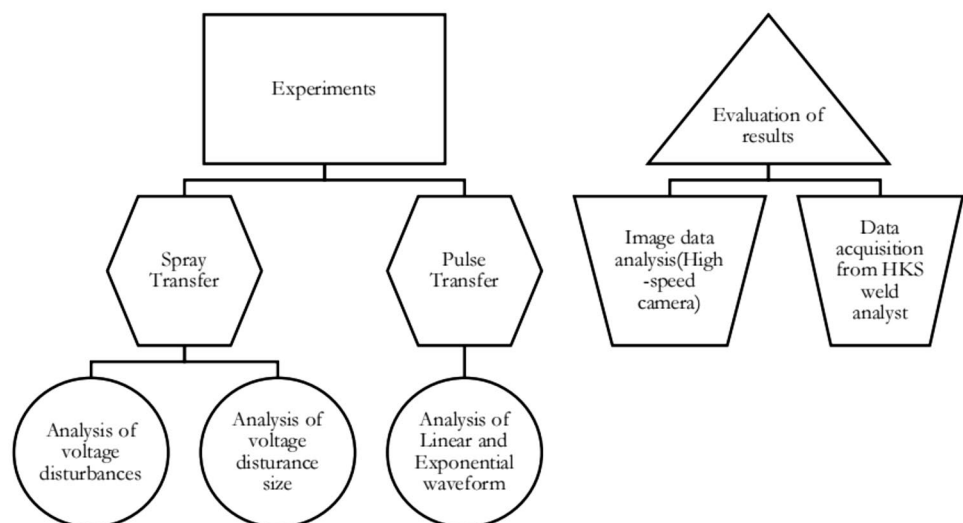 Experiments
Evaluation of
results
Spray
Transfer
Pulse
Transfer
Image data
analysis(High
-speed
camera)
Data
acquisition
from HKS
weld
analyst
Analysis of
voltage
disturbances
Analysis of
voltage
disturance
size
Analysis of
Linear and
Exponential
waveform